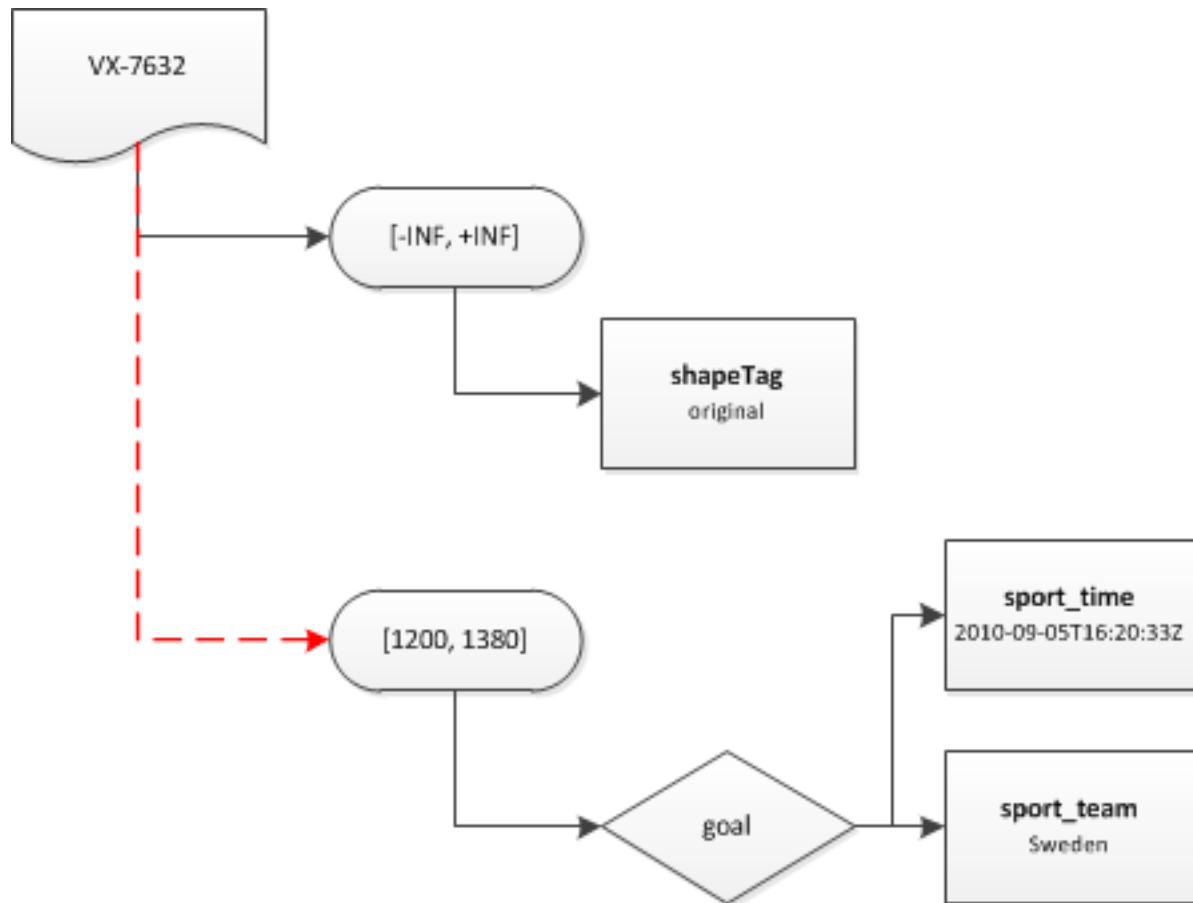 VX-7632
[-INF, +INF]
shapeTag
original
[1200, 1380]
sport_time
2010-09-05T16:20:33Z
goal
sport_team
Sweden